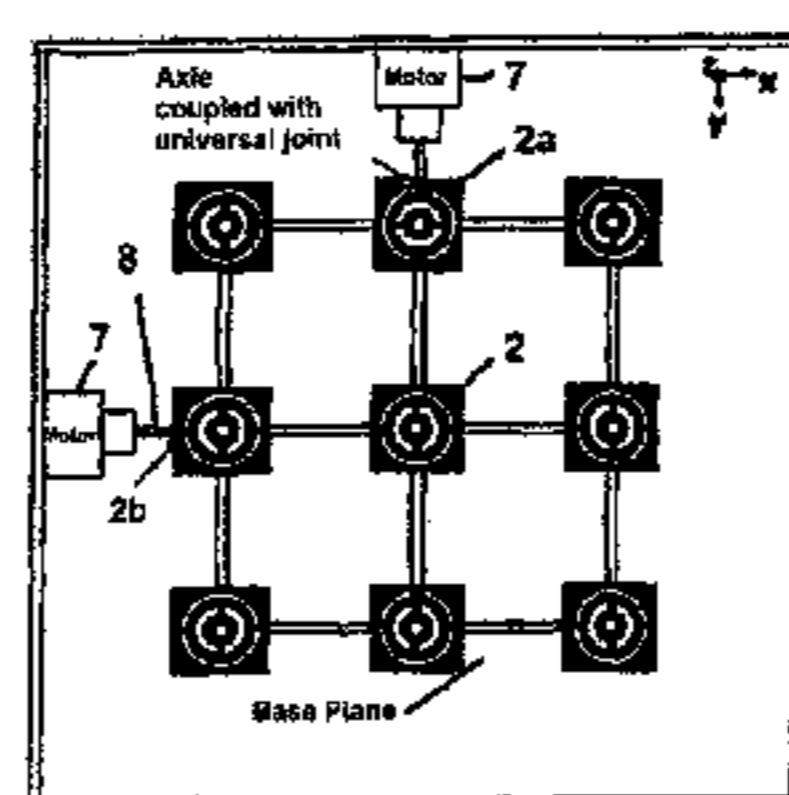 Axle
coupled with
universal joint
Motor
7
2a
z
x
Y
8
7
2
Motor
2b
Base Plane